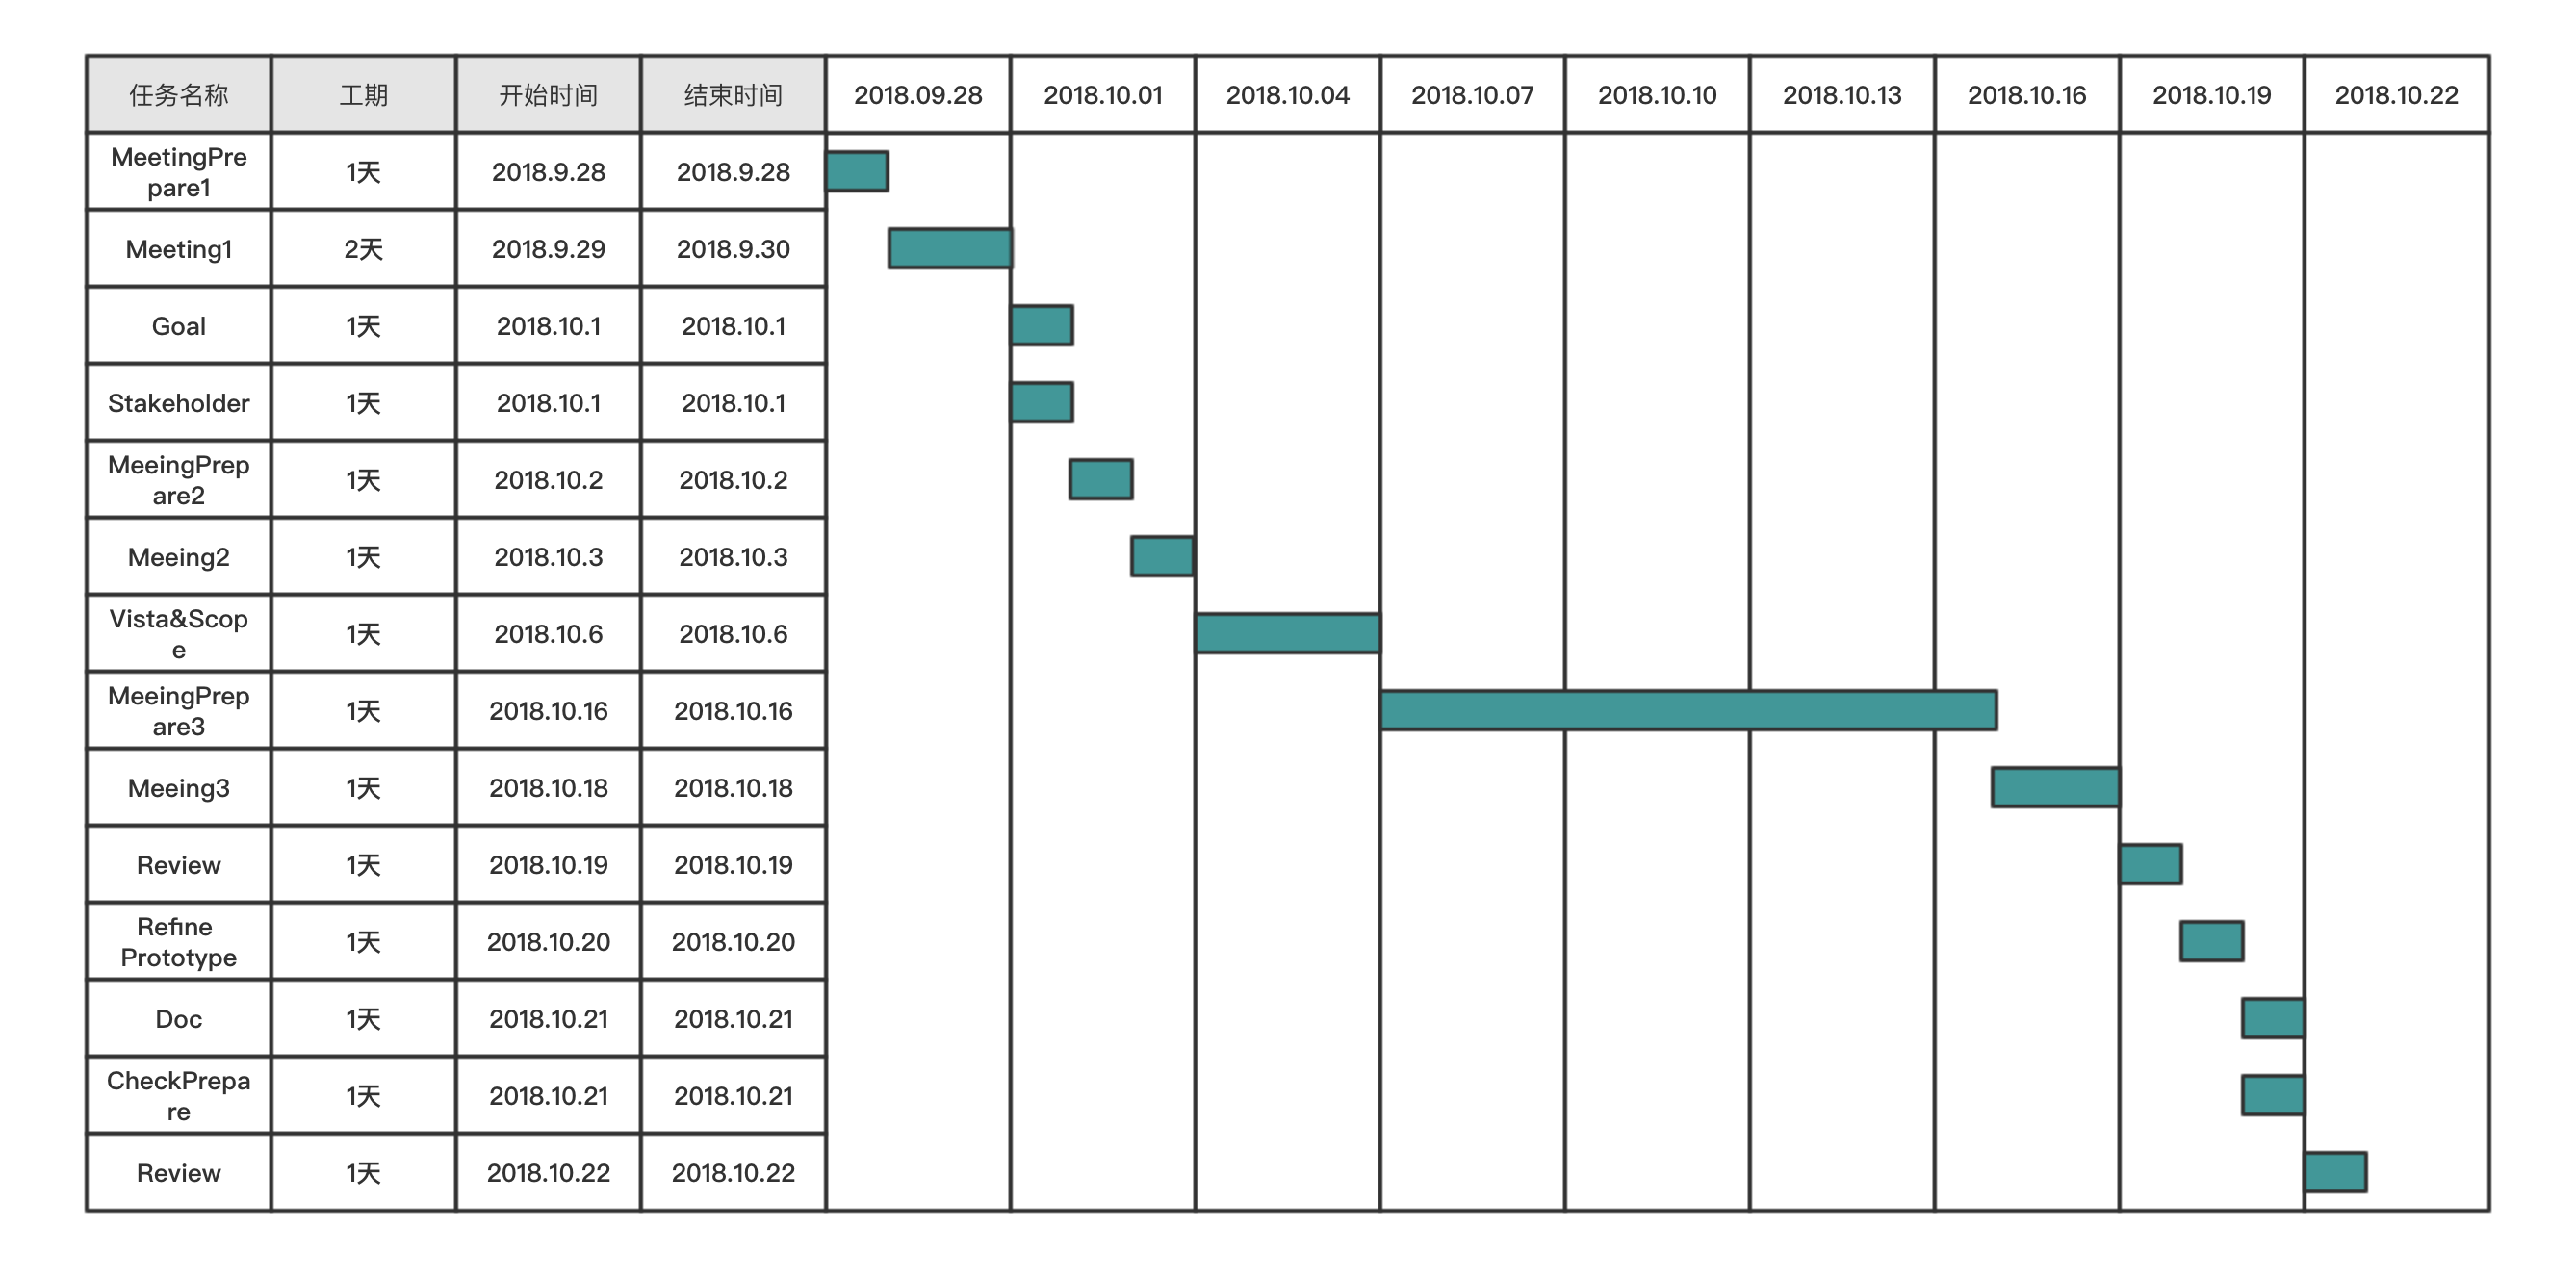 任务名称 工期 开始时间 结束时间 2018.09.28 2018.10.01 2018.10.04 2018.10.07 2018.10.10 2018.10.13 2018.10.16 2018.10.19 2018.10.22
MeetingPre
pare1 1天 2018.9.28 2018.9.28
Meeting1 2天 2018.9.29 2018.9.30
Goal 1天 2018.10.1 2018.10.1
Stakeholder 1天 2018.10.1 2018.10.1
MeeingPrep
are2 1天 2018.10.2 2018.10.2
Meeing2 1天 2018.10.3 2018.10.3
Vista&Scop
e 1天 2018.10.6 2018.10.6
MeeingPrep
are3 1天 2018.10.16 2018.10.16
Meeing3 1天 2018.10.18 2018.10.18
Review 1天 2018.10.19 2018.10.19
Refine
Prototype 1天 2018.10.20 2018.10.20
Doc 1天 2018.10.21 2018.10.21
CheckPrepa
re 1天 2018.10.21 2018.10.21
Review 1天 2018.10.22 2018.10.22